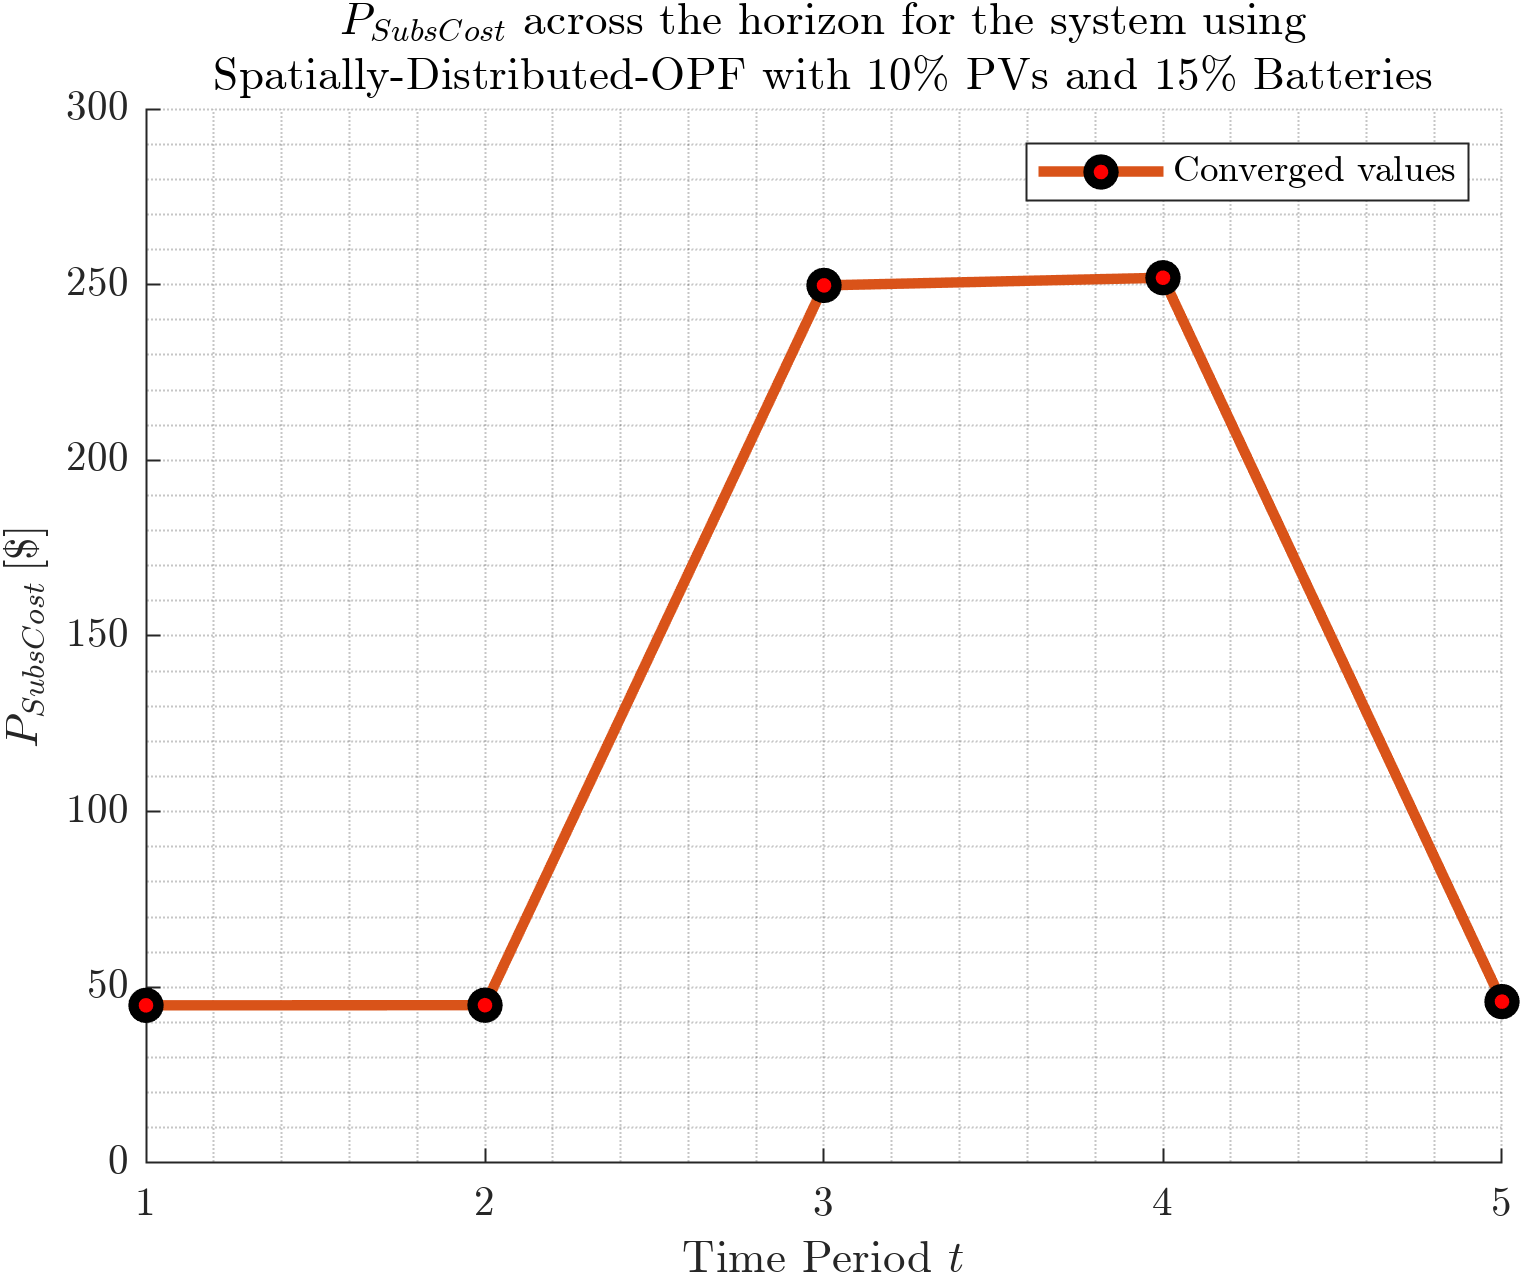 P_SubsCost across the horizon for the system using
Spatially-Distributed-OPF with 10% PVs and 15% Batteries
300
Converged values
250
200
P_SubsCost [$]
150
100
50
0
1 2 3 4 5
Time Period t